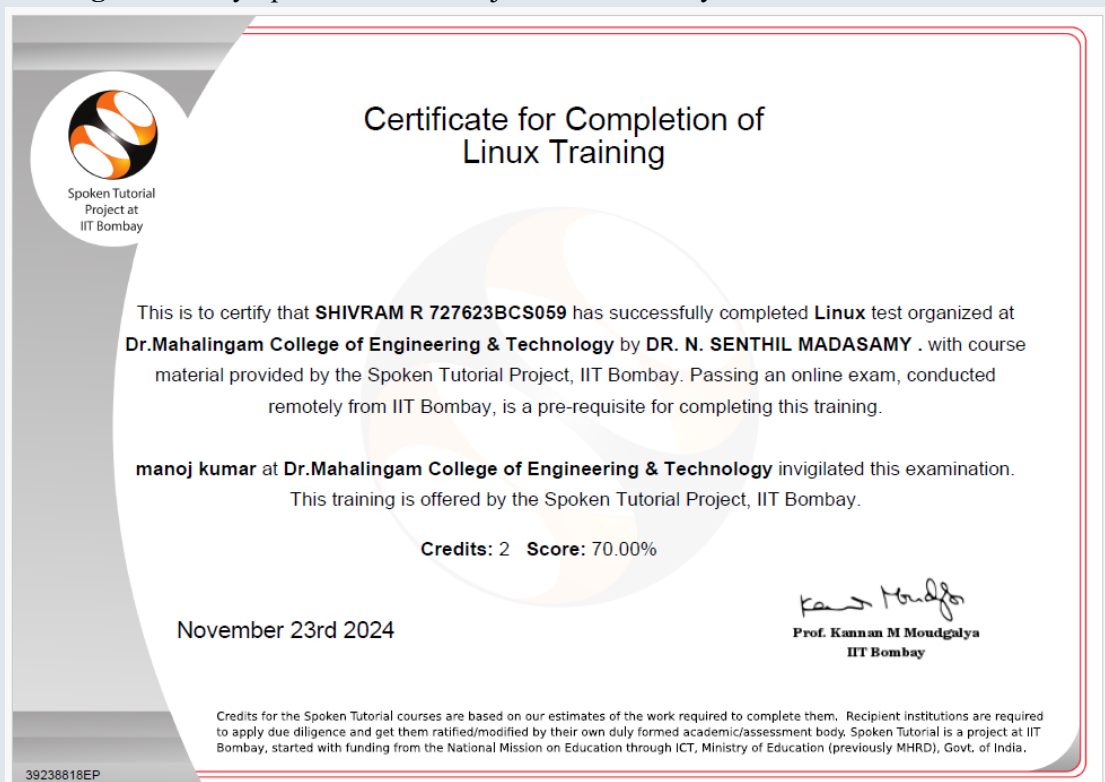 Certificate for Completion of
Linux Training
Spoken Tutorial
Project at
IIT Bombay
This is to certify that SHIVRAM R 727623BCS059 has successfully completed Linux test organized at
Dr.Mahalingam College of Engineering & Technology by DR. N. SENTHIL MADASAMY . with course
material provided by the Spoken Tutorial Project, IIT Bombay. Passing an online exam, conducted
remotely from IIT Bombay, is a pre-requisite for completing this training.
manoj kumar at Dr.Mahalingam College of Engineering & Technology invigilated this examination.
This training is offered by the Spoken Tutorial Project, IIT Bombay.
Credits: 2 Score: 70.00%
November 23rd 2024
Prof. Kannan M Moudgalya
IIT Bombay
Credits for the Spoken Tutorial courses are based on our estimates of the work required to complete them. Recipient institutions are required
to apply due diligence and get them ratified/modified by their own duly formed academic/assessment body. Spoken Tutorial is a project at IIT
Bombay, started with funding from the National Mission on Education through ICT, Ministry of Education (previously MHRD), Govt. of India.
39238818EP